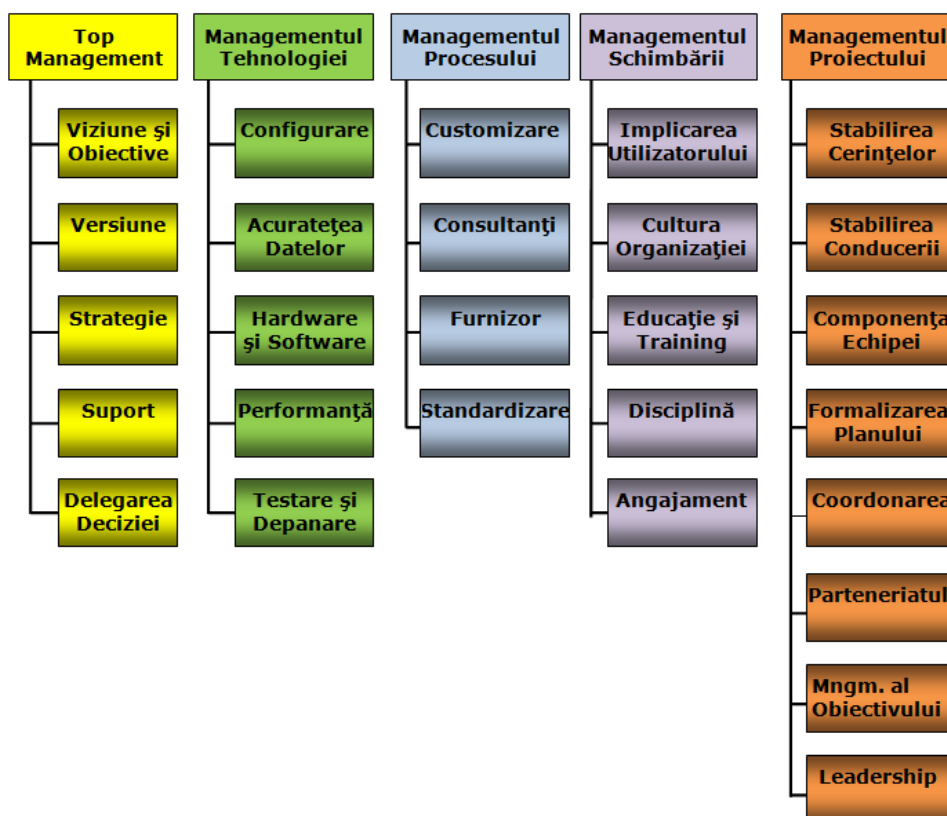 Top
Management
Viziune şi
Obiective
Versiune
Strategie
Suport
Delegarea
Deciziei
Managementul
Tehnologiei
Configurare
Acurateţea
Datelor
Hardware
şi Software
Performanţă
Testare şi
Depanare
Managementul
Procesului
Customizare
Consultanţi
Furnizor
Standardizare
Managementul
Schimbării
Implicarea
Utilizatorului
Cultura
Organizaţiei
Educaţie şi
Training
Disciplină
Angajament
Managementul
Proiectului
Stabilirea
Cerinţelor
Stabilirea
Conducerii
Componenţa
Echipei
Formalizarea
Planului
Coordonarea
Parteneriatul
Mngm. al
Obiectivului
Leadership